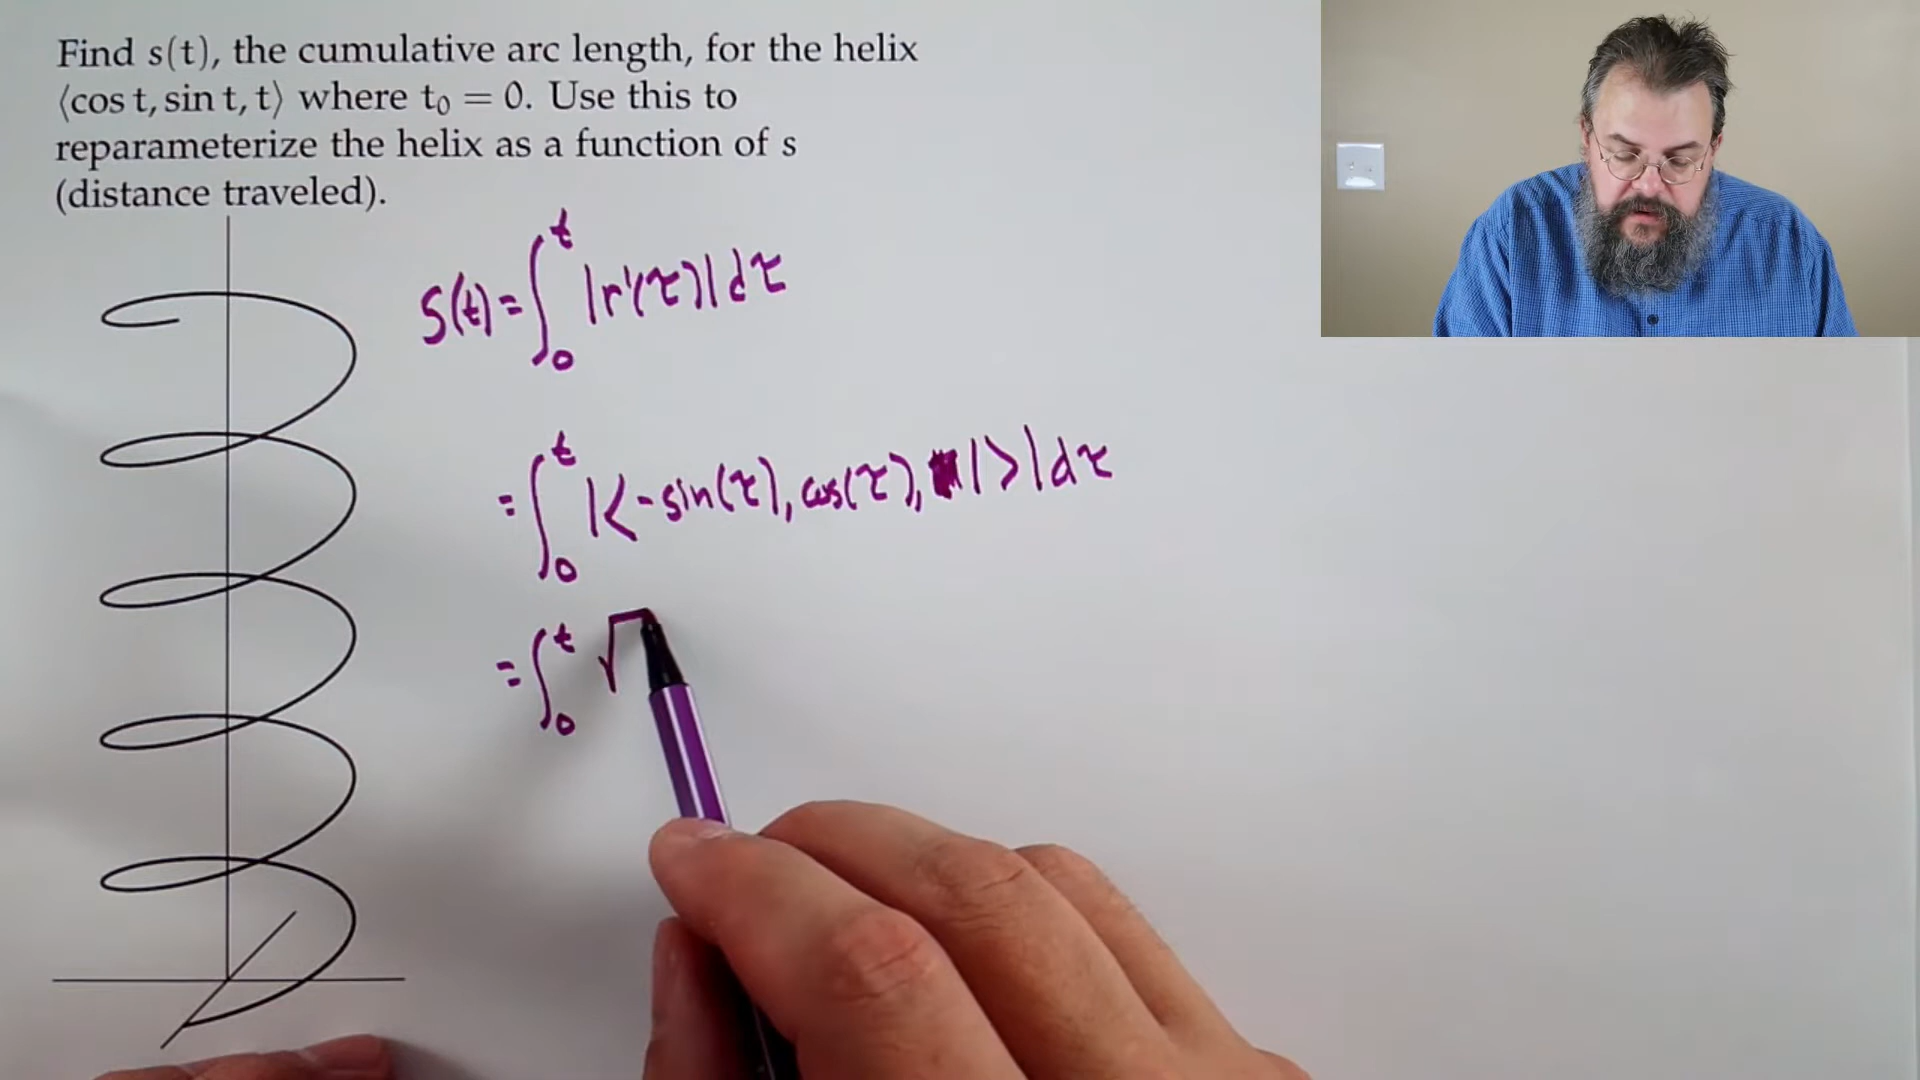 Find s(t), the cumulative arc length, for the helix
⟨cos t, sin t, t⟩ where t₀ = 0. Use this to
reparameterize the helix as a function of s
(distance traveled).
S(t) = ∫₀ᵗ |r'(τ)| dτ
= ∫₀ᵗ |<-sin(τ), cos(τ), 1>| dτ
= ∫₀ᵗ √